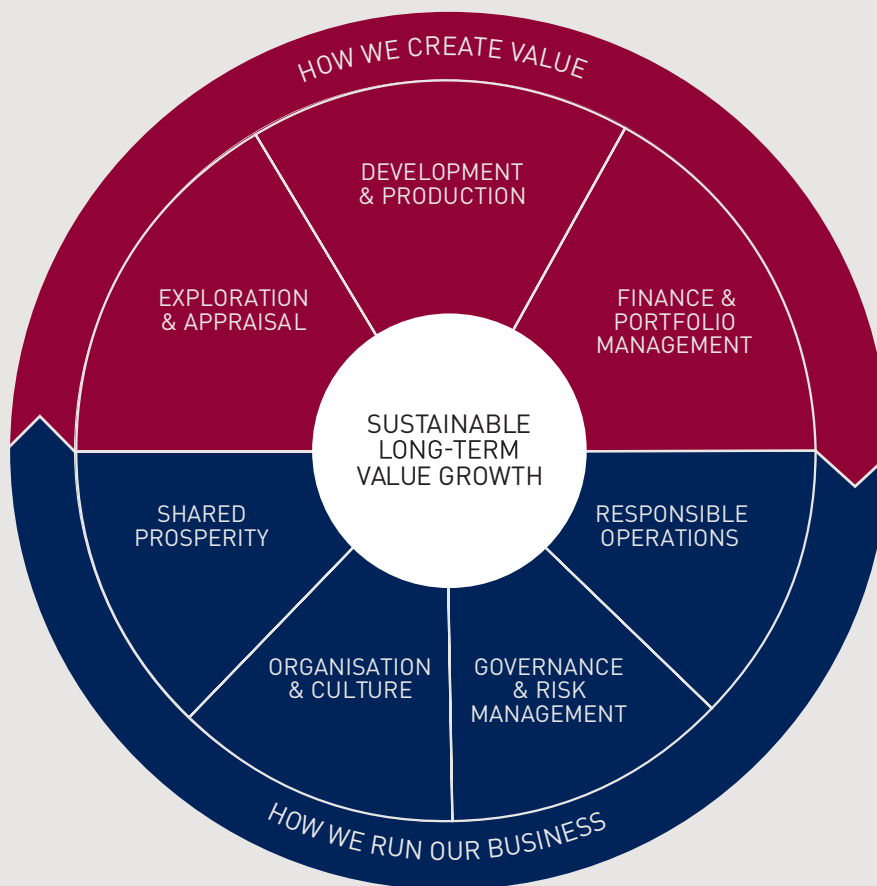 HOW WE CREATE VALUE
DEVELOPMENT
& PRODUCTION
EXPLORATION
& APPRAISAL
FINANCE &
PORTFOLIO
MANAGEMENT
SUSTAINABLE
LONG-TERM
VALUE GROWTH
SHARED
PROSPERITY
RESPONSIBLE
OPERATIONS
ORGANISATION
& CULTURE
GOVERNANCE
& RISK
MANAGEMENT
HOW WE RUN OUR BUSINESS